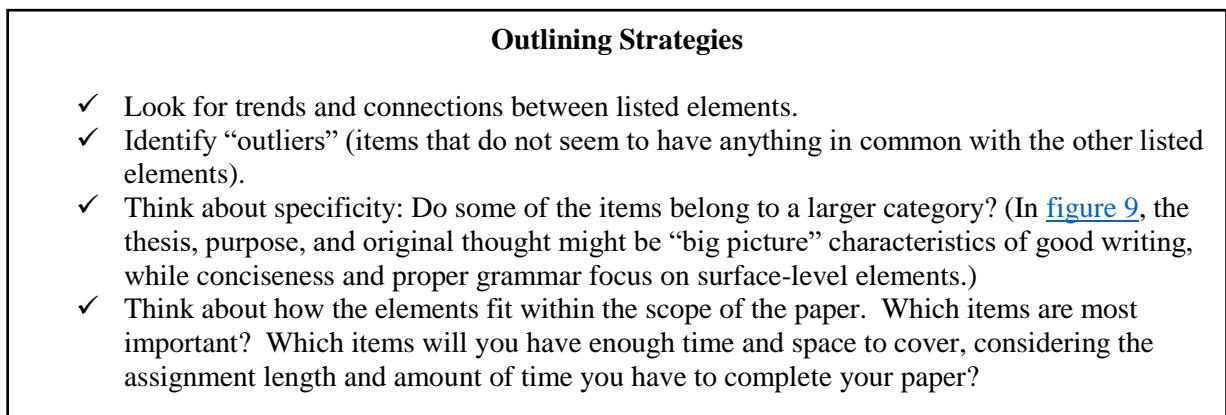 Outlining Strategies
✓ Look for trends and connections between listed elements.
✓ Identify “outliers” (items that do not seem to have anything in common with the other listed
elements).
✓ Think about specificity: Do some of the items belong to a larger category? (In figure 9, the
thesis, purpose, and original thought might be “big picture” characteristics of good writing,
while conciseness and proper grammar focus on surface-level elements.)
✓ Think about how the elements fit within the scope of the paper.  Which items are most
important?  Which items will you have enough time and space to cover, considering the
assignment length and amount of time you have to complete your paper?